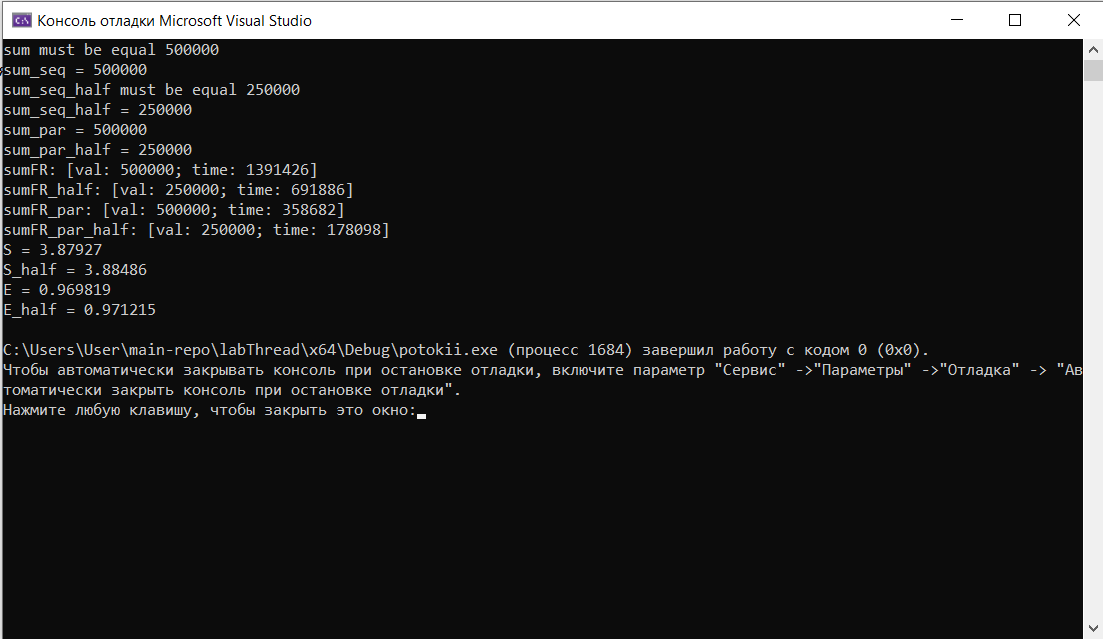 Консоль отладки Microsoft Visual Studio
sum must be equal 500000
sum_seq = 500000
sum_seq_half must be equal 250000
sum_seq_half = 250000
sum_par = 500000
sum_par_half = 250000
sumFR: [val: 500000; time: 1391426]
sumFR_half: [val: 250000; time: 691886]
sumFR_par: [val: 500000; time: 358682]
sumFR_par_half: [val: 250000; time: 178098]
S = 3.87927
S_half = 3.88486
E = 0.969819
E_half = 0.971215
C:\Users\User\main-repo\labThread\x64\Debug\potokii.exe (процесс 1684) завершил работу с кодом 0 (0x0).
Чтобы автоматически закрывать консоль при остановке отладки, включите параметр "Сервис" ->"Параметры" ->"Отладка" -> "Ав
томатически закрыть консоль при остановке отладки".
Нажмите любую клавишу, чтобы закрыть это окно: